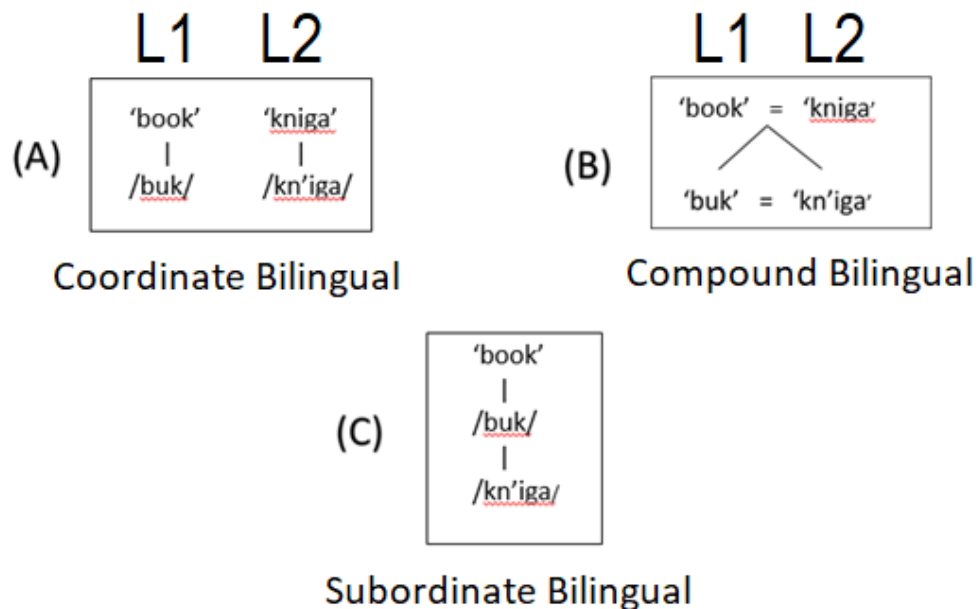 L1 L2
L1 L2
(A)
‘book’ ‘kniga’
/buk/ /kn’iga/
Coordinate Bilingual
(B)
‘book’ = ‘kniga’
‘buk’ = ‘kn’iga’
Compound Bilingual
(C)
‘book’
/buk/
/kn’iga/
Subordinate Bilingual